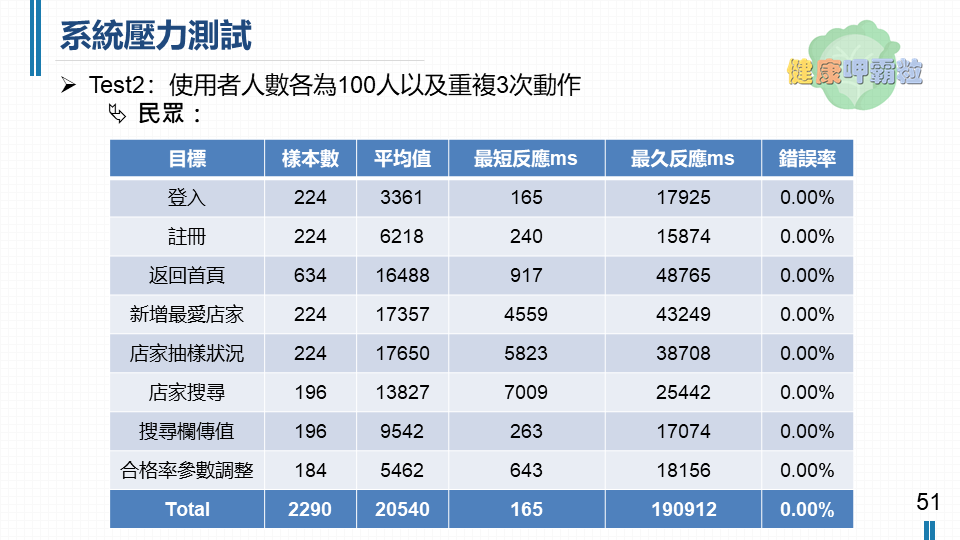 系統壓力測試
健康呷霸粒
➢ Test2：使用者人數各為100人以及重複3次動作
民眾：
目標 樣本數 平均值 最短反應ms 最久反應ms 錯誤率
登入 224 3361 165 17925 0.00%
註冊 224 6218 240 15874 0.00%
返回首頁 634 16488 917 48765 0.00%
新增最愛店家 224 17357 4559 43249 0.00%
店家抽樣狀況 224 17650 5823 38708 0.00%
店家搜尋 196 13827 7009 25442 0.00%
搜尋欄傳值 196 9542 263 17074 0.00%
合格率參數調整 184 5462 643 18156 0.00%
Total 2290 20540 165 190912 0.00%
51